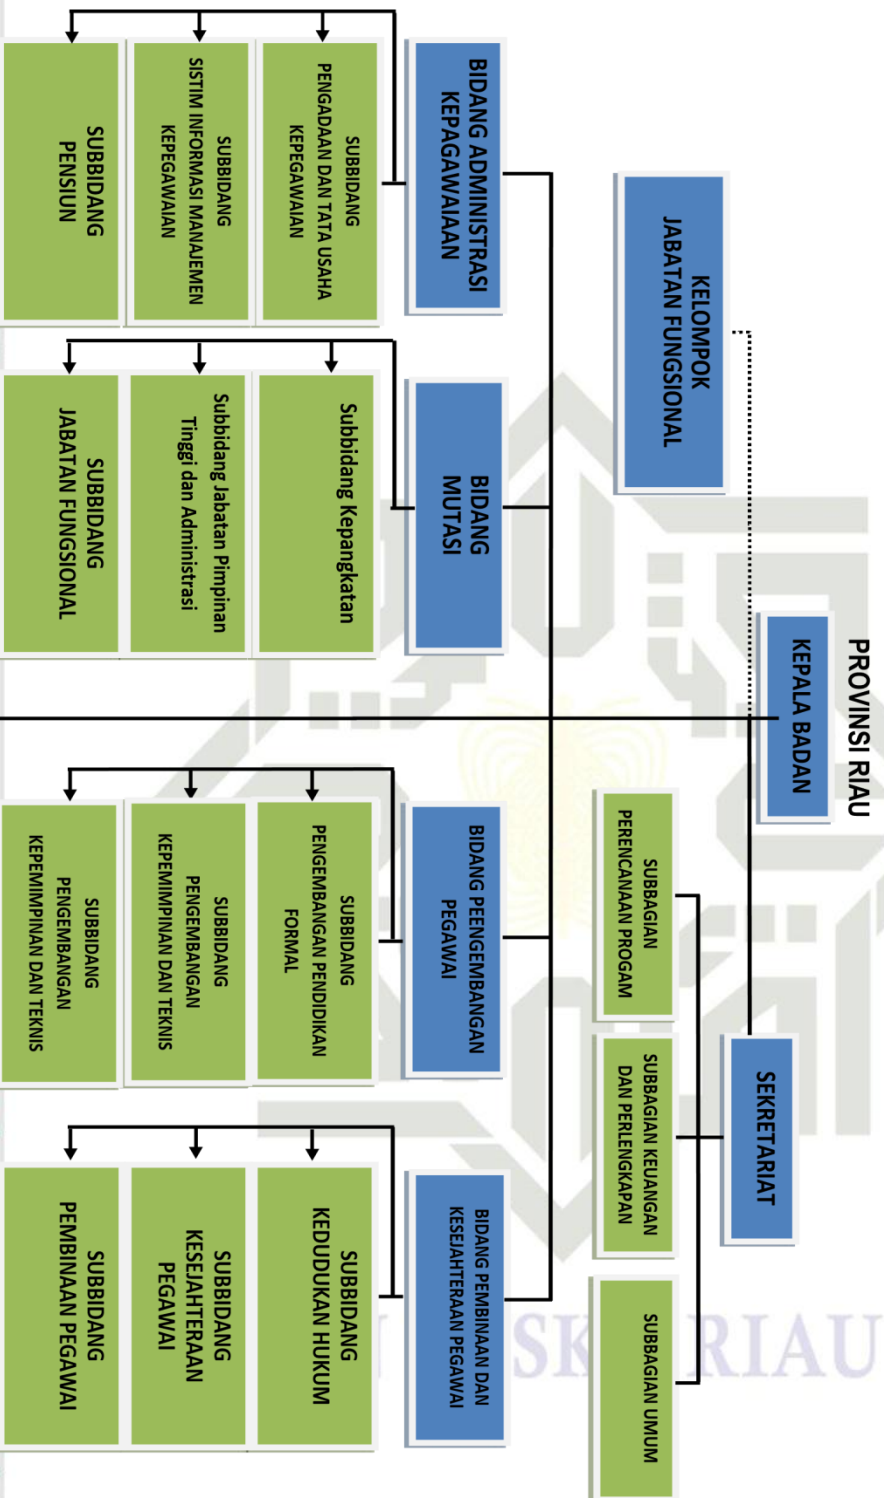 PROVINSI RIAU
KEPALA BADAN
KELOMPOK
JABATAN FUNGSIONAL
SEKRETARIAT
SUBBAGIAN
PERENCANAAN PROGAM
SUBBAGIAN KEUANGAN
DAN PERLENGKAPAN
SUBBAGIAN UMUM
BIDANG ADMINISTRASI
KEPAGAWAIAAN
SUBBIDANG
PENGADAAN DAN TATA USAHA
KEPEGAWAIAN
SUBBIDANG
SISTIM INFORMASI MANAJEMEN
KEPEGAWAIAN
SUBBIDANG
PENSIUN
BIDANG
MUTASI
Subbidang Kepangkatan
Subbidang Jabatan Pimpinan
Tinggi dan Administrasi
SUBBIDANG
JABATAN FUNGSIONAL
BIDANG PEENGEMBANGAN
PEGAWAI
SUBBIDANG
PENGEMBANGAN PENDIDIKAN
FORMAL
SUBBIDANG
PENGEMBANGAN
KEPEMIMPINAN DAN TEKNIS
SUBBIDANG
PENGEMBANGAN
KEPEMIMPINAN DAN TEKNIS
BIDANG PEMBINAAN DAN
KESEJAHTERAAN PEGAWAI
SUBBIDANG
KEDUDUKAN HUKUM
SUBBIDANG
KESEJAHTERAAN
PEGAWAI
SUBBIDANG
PEMBINAAN PEGAWAI
RIAU